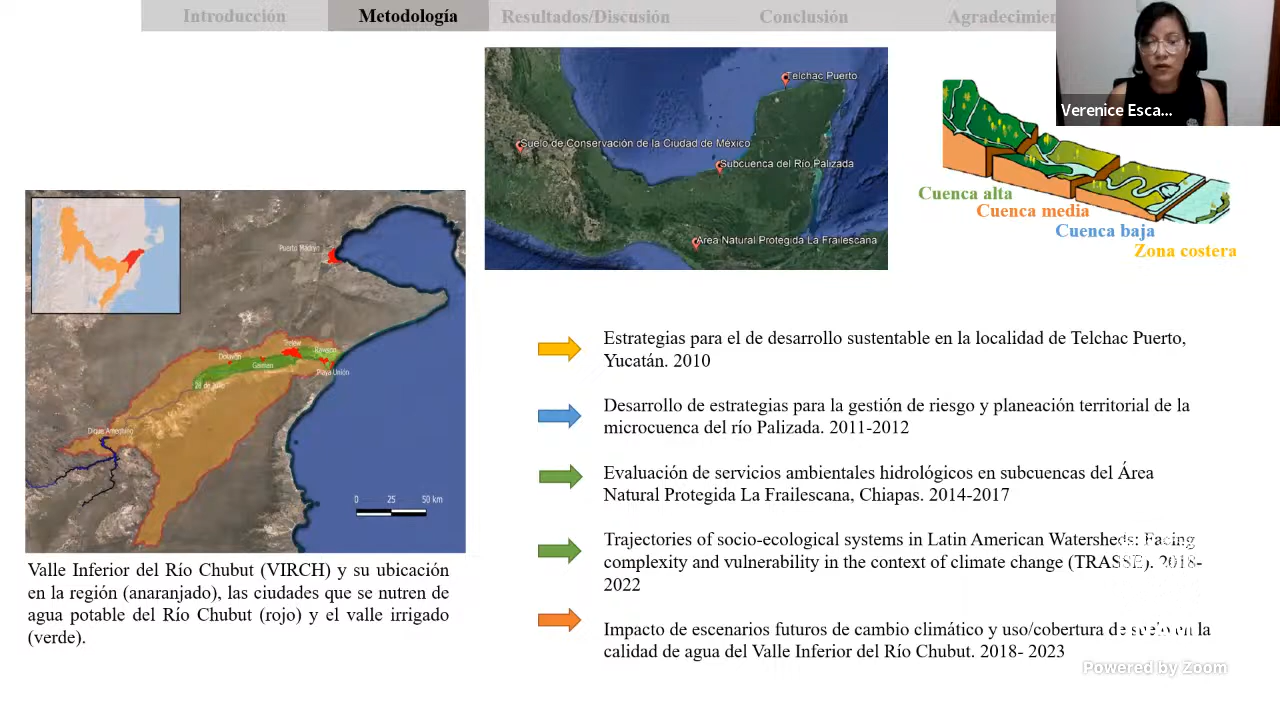 Introducción
Metodología
Resultados/Discusión
Conclusión
Verenice Esca...
Telchac Puerto
Suelo de Conservación de la Ciudad de México
Subcuenca del Río Palizada
Area Natural Protegida La Frailescana
Cuenca alta
Cuenca media
Cuenca baja
Zona costera
Puerto Madryn
Trelew
Rawson
Dolavon
Gaiman
Playa Unión
28 de Julio
Dique Ameghino
0 25 50 km
Valle Inferior del Río Chubut (VIRCH) y su ubicación
en la región (anaranjado), las ciudades que se nutren de
agua potable del Río Chubut (rojo) y el valle irrigado
(verde).
Estrategias para el de desarrollo sustentable en la localidad de Telchac Puerto,
Yucatán. 2010
Desarrollo de estrategias para la gestión de riesgo y planeación territorial de la
microcuenca del río Palizada. 2011-2012
Evaluación de servicios ambientales hidrológicos en subcuencas del Área
Natural Protegida La Frailescana, Chiapas. 2014-2017
Trajectories of socio-ecological systems in Latin American Watersheds: Facing
complexity and vulnerability in the context of climate change (TRASSE). 2018-
2022
Impacto de escenarios futuros de cambio climático y uso/cobertura de suelo en la
calidad de agua del Valle Inferior del Río Chubut. 2018- 2023
Powered by Zoom